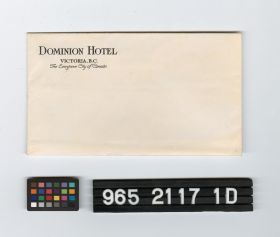 DOMINION HOTEL
VICTORIA, B.C.
The Evergreen City of Canada
965 2117 1D